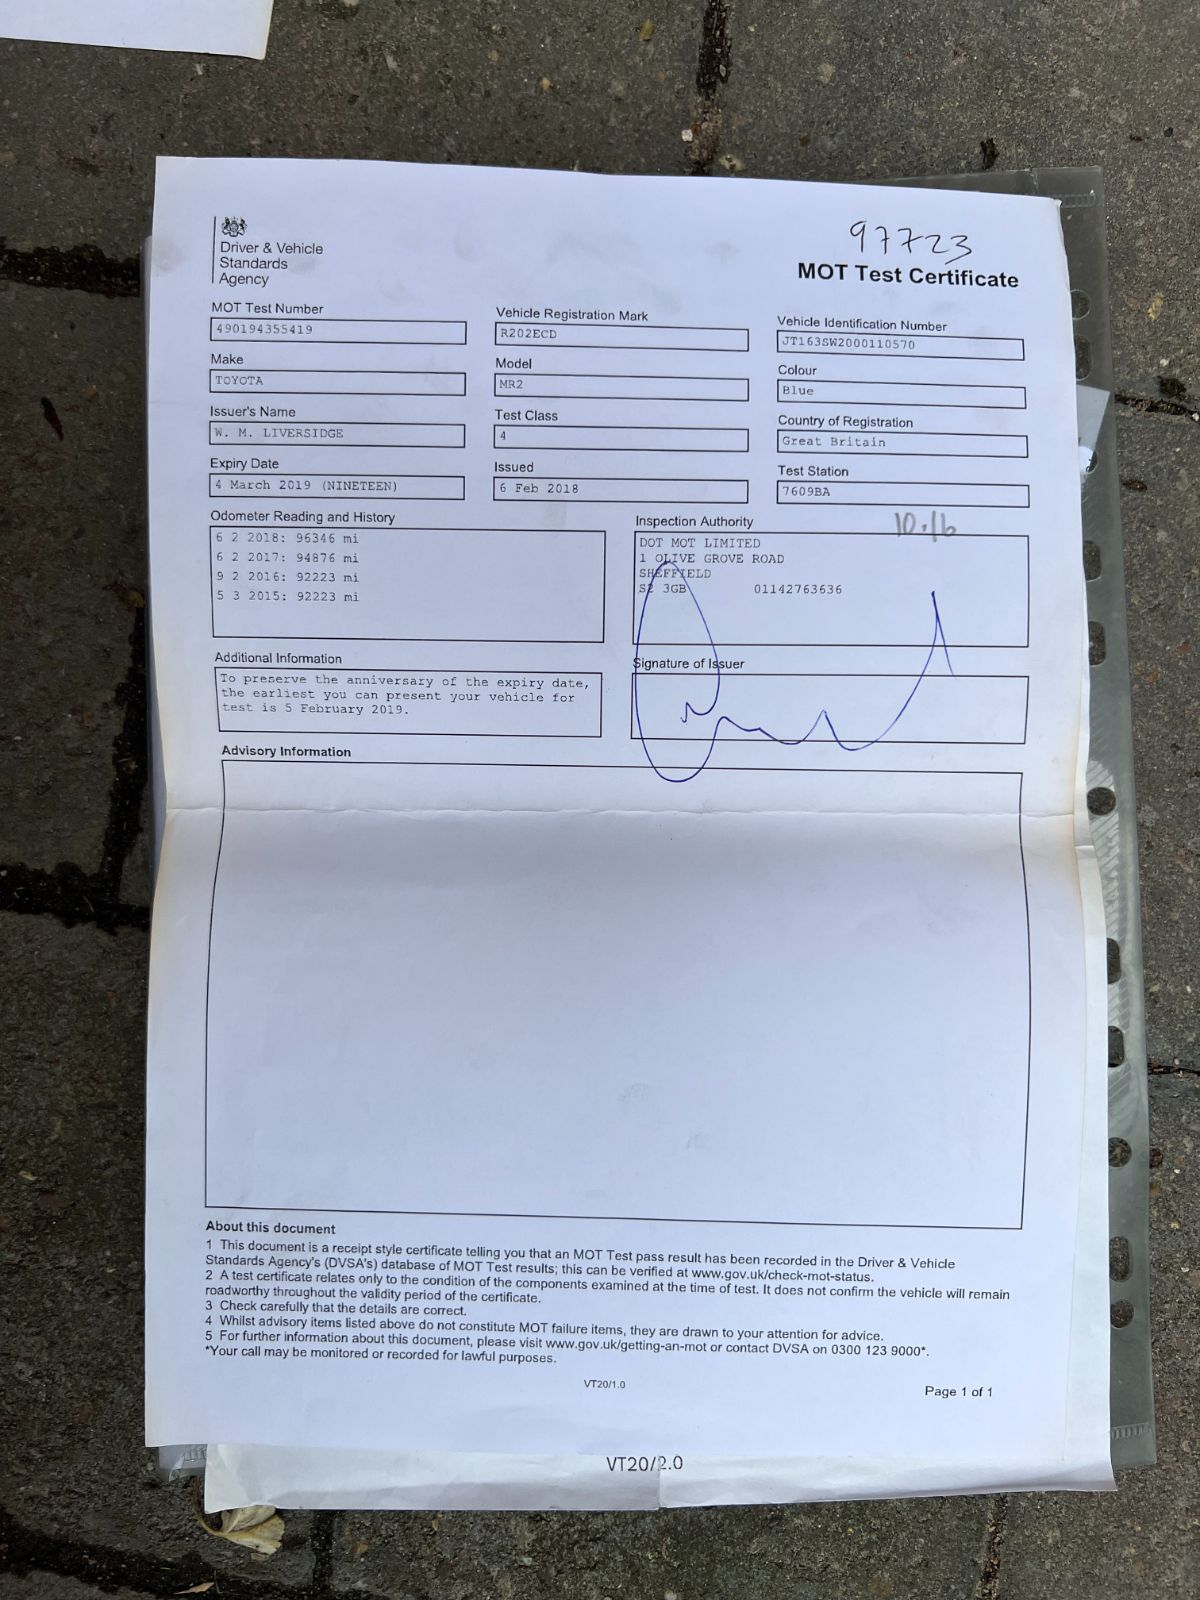 97723
Driver & Vehicle
Standards
Agency
MOT Test Certificate
MOT Test Number
490194355419
Vehicle Registration Mark
R202ECD
Vehicle Identification Number
JT163SW2000110570
Make
TOYOTA
Model
MR2
Colour
Blue
Issuer's Name
W. M. LIVERSIDGE
Test Class
4
Country of Registration
Great Britain
Expiry Date
4 March 2019 (NINETEEN)
Issued
6 Feb 2018
Test Station
7609BA
Odometer Reading and History
6 2 2018: 96346 mi
6 2 2017: 94876 mi
9 2 2016: 92223 mi
5 3 2015: 92223 mi
Inspection Authority
10.16
DOT MOT LIMITED
1 OLIVE GROVE ROAD
SHEFFIELD
S2 3GB 01142763636
Additional Information
To preserve the anniversary of the expiry date,
the earliest you can present your vehicle for
test is 5 February 2019.
Signature of Issuer
Advisory Information
About this document
1 This document is a receipt style certificate telling you that an MOT Test pass result has been recorded in the Driver & Vehicle
Standards Agency's (DVSA's) database of MOT Test results; this can be verified at www.gov.uk/check-mot-status.
2 A test certificate relates only to the condition of the components examined at the time of test. It does not confirm the vehicle will remain
roadworthy throughout the validity period of the certificate.
3 Check carefully that the details are correct.
4 Whilst advisory items listed above do not constitute MOT failure items, they are drawn to your attention for advice.
5 For further information about this document, please visit www.gov.uk/getting-an-mot or contact DVSA on 0300 123 9000*.
*Your call may be monitored or recorded for lawful purposes.
VT20/1.0
Page 1 of 1
VT20/2.0